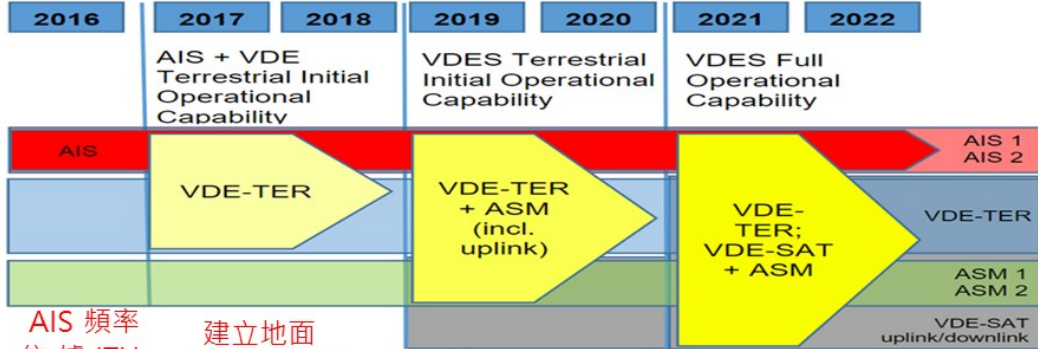 2016
2017
2018
2019
2020
2021
2022
AIS + VDE
Terrestrial Initial
Operational
Capability
VDES Terrestrial
Initial Operational
Capability
VDES Full
Operational
Capability
AIS
AIS 1
AIS 2
VDE-TER
VDE-TER
+ ASM
(incl.
uplink)
VDE-
TER;
VDE-SAT
+ ASM
VDE-TER
ASM 1
ASM 2
VDE-SAT
uplink/downlink
AIS 頻率
建立地面